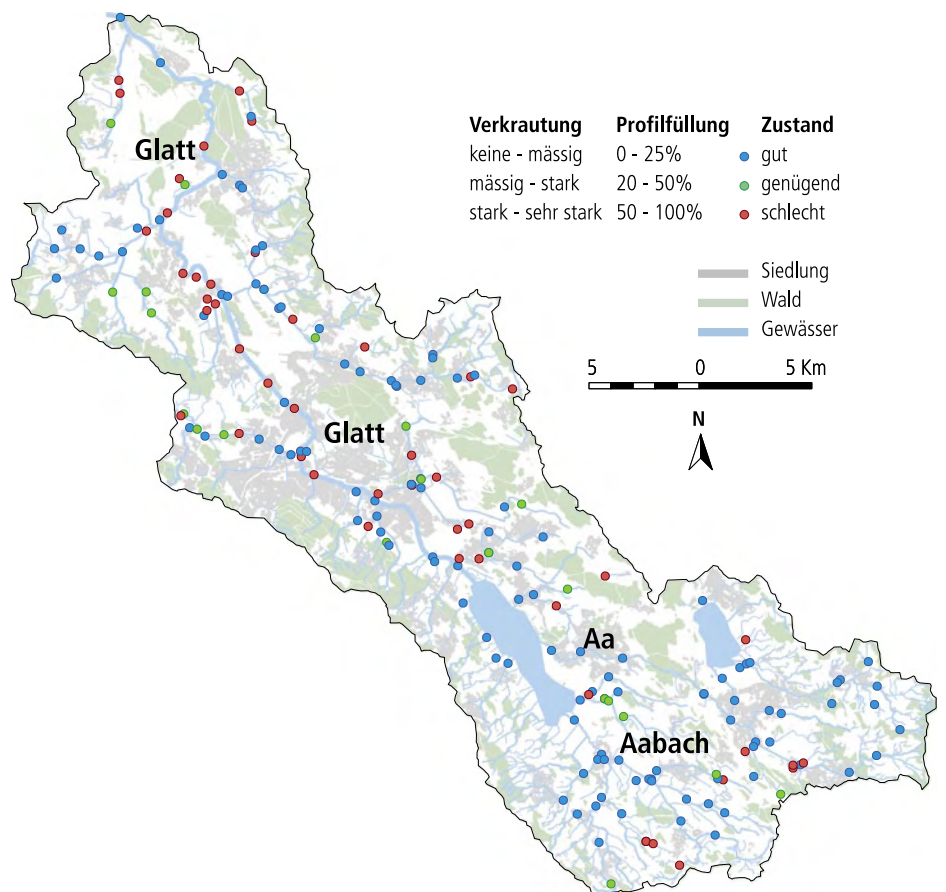 Verkrautung Profilfüllung Zustand
keine - mässig 0 - 25% gut
mässig - stark 20 - 50% genügend
stark - sehr stark 50 - 100% schlecht
Siedlung
Wald
Gewässer
5 0 5 Km
N
Glatt
Glatt
Aa
Aabach